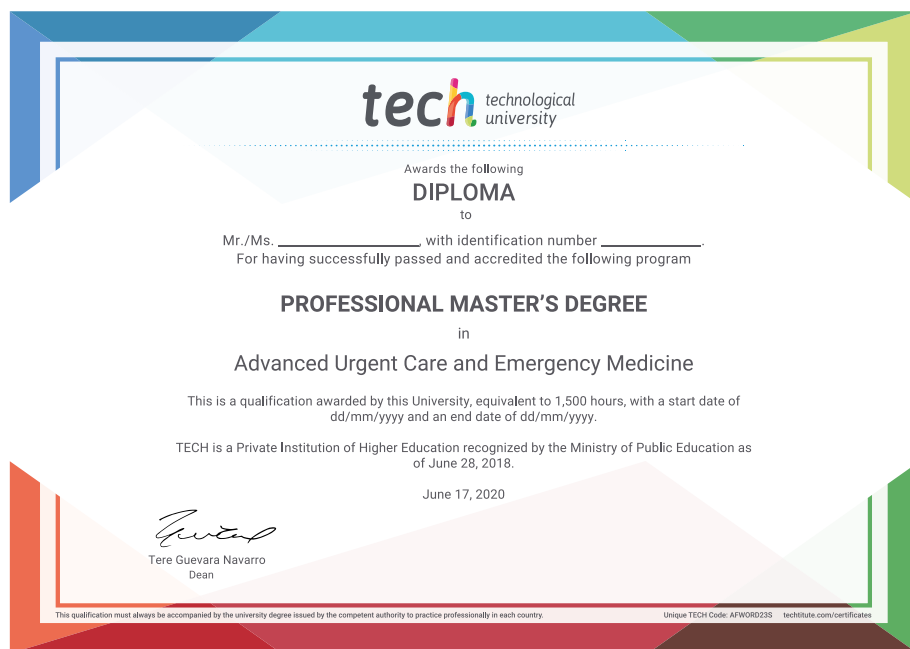 tech technological
university
Awards the following
DIPLOMA
to
Mr./Ms. ____________________, with identification number ______________.
For having successfully passed and accredited the following program
PROFESSIONAL MASTER'S DEGREE
in
Advanced Urgent Care and Emergency Medicine
This is a qualification awarded by this University, equivalent to 1,500 hours, with a start date of
dd/mm/yyyy and an end date of dd/mm/yyyy.
TECH is a Private Institution of Higher Education recognized by the Ministry of Public Education as
of June 28, 2018.
June 17, 2020
Tere Guevara Navarro
Dean
This qualification must always be accompanied by the university degree issued by the competent authority to practice professionally in each country.
Unique TECH Code: AFWORD23S techtitute.com/certificates